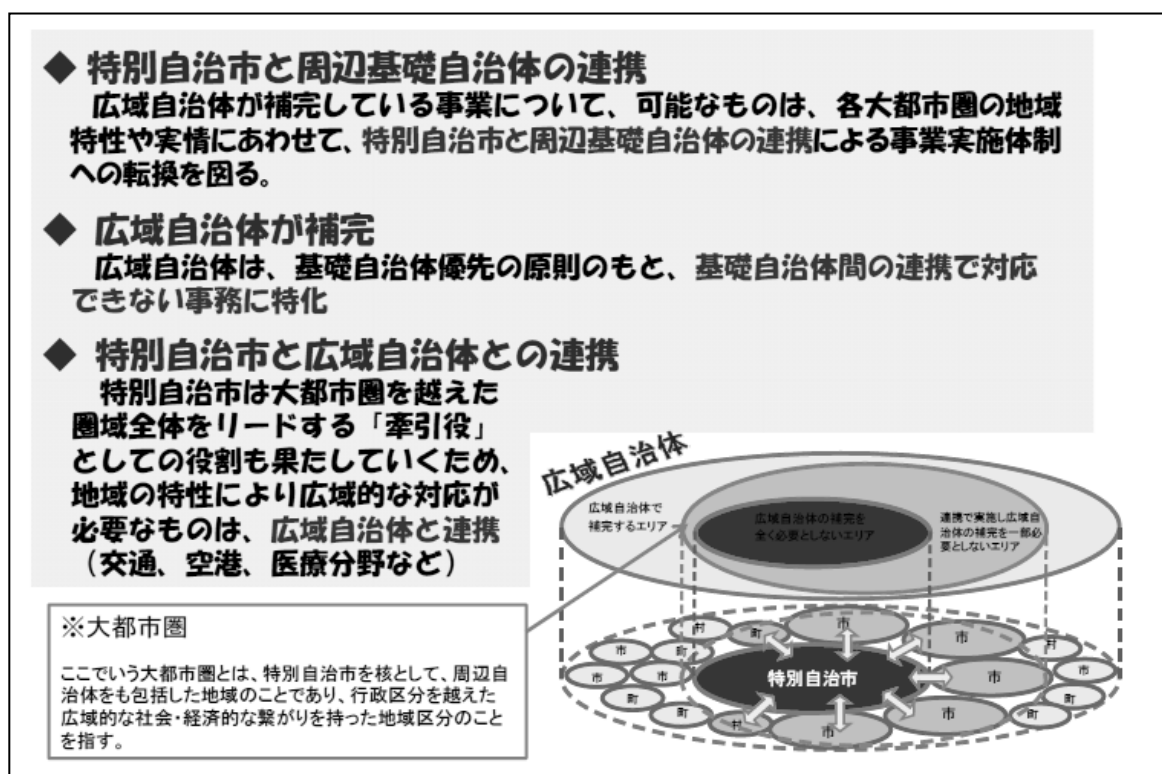 ◆ 特別自治市と周辺基礎自治体の連携
広域自治体が補完している事業について、可能なものは、各大都市圏の地域
特性や実情にあわせて、特別自治市と周辺基礎自治体の連携による事業実施体制
への転換を図る。
◆ 広域自治体が補完
広域自治体は、基礎自治体優先の原則のもと、基礎自治体間の連携で対応
できない事務に特化
◆ 特別自治市と広域自治体との連携
特別自治市は大都市圏を越えた
圏域全体をリードする「牽引役」
としての役割も果たしていくため、
地域の特性により広域的な対応が
必要なものは、広域自治体と連携
（交通、空港、医療分野など）
広域自治体
広域自治体で
補完するエリア
広域自治体の補完を
全く必要としないエリア
連携で実施し広域自
治体の補完を一部必
要としないエリア
※大都市圏
ここでいう大都市圏とは、特別自治市を核として、周辺自
治体をも包括した地域のことであり、行政区分を越えた
広域的な社会・経済的な繋がりを持った地域区分のこと
を指す。
村
町
市
市
村
市
町
市
市
特別自治市
市
市
町
町
村
市
市
町
町